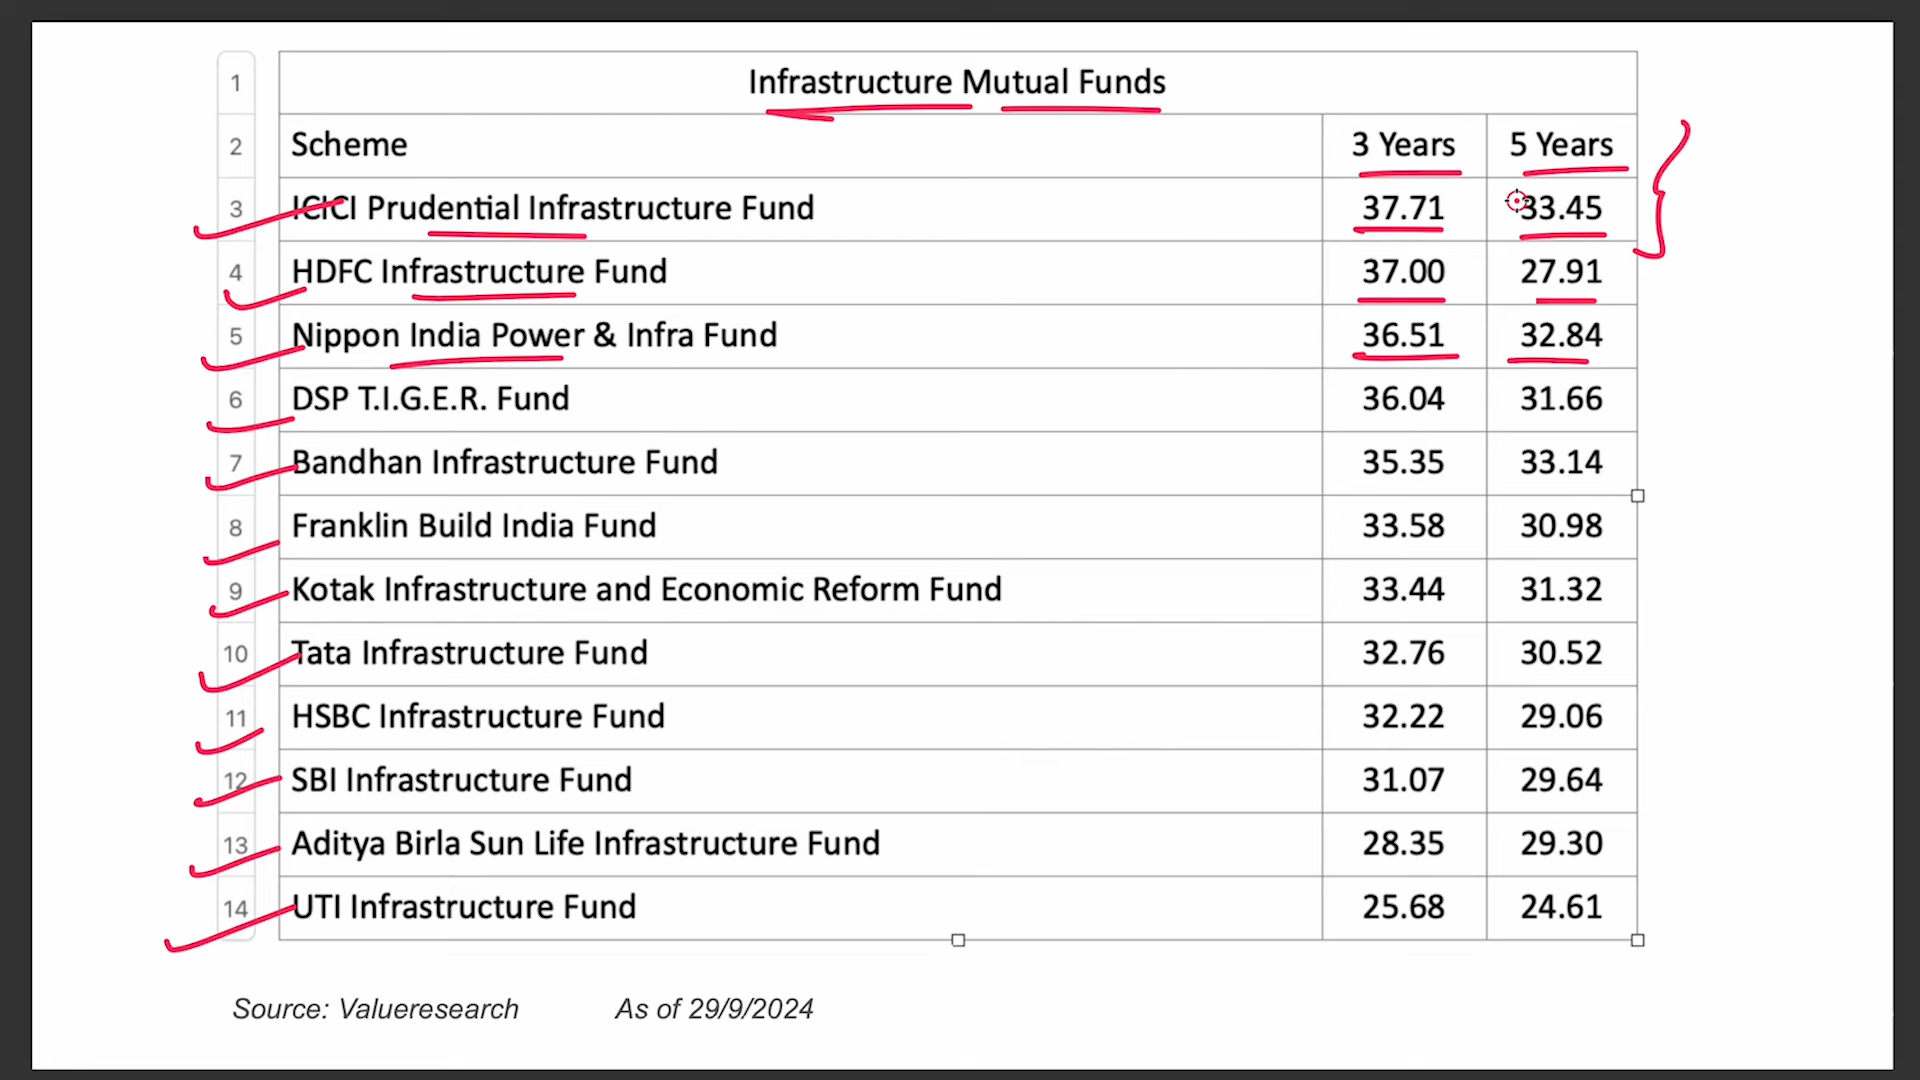 1 Infrastructure Mutual Funds
2 Scheme 3 Years 5 Years
3 ICICI Prudential Infrastructure Fund 37.71 33.45
4 HDFC Infrastructure Fund 37.00 27.91
5 Nippon India Power & Infra Fund 36.51 32.84
6 DSP T.I.G.E.R. Fund 36.04 31.66
7 Bandhan Infrastructure Fund 35.35 33.14
8 Franklin Build India Fund 33.58 30.98
9 Kotak Infrastructure and Economic Reform Fund 33.44 31.32
10 Tata Infrastructure Fund 32.76 30.52
11 HSBC Infrastructure Fund 32.22 29.06
12 SBI Infrastructure Fund 31.07 29.64
13 Aditya Birla Sun Life Infrastructure Fund 28.35 29.30
14 UTI Infrastructure Fund 25.68 24.61
Source: Valueresearch As of 29/9/2024